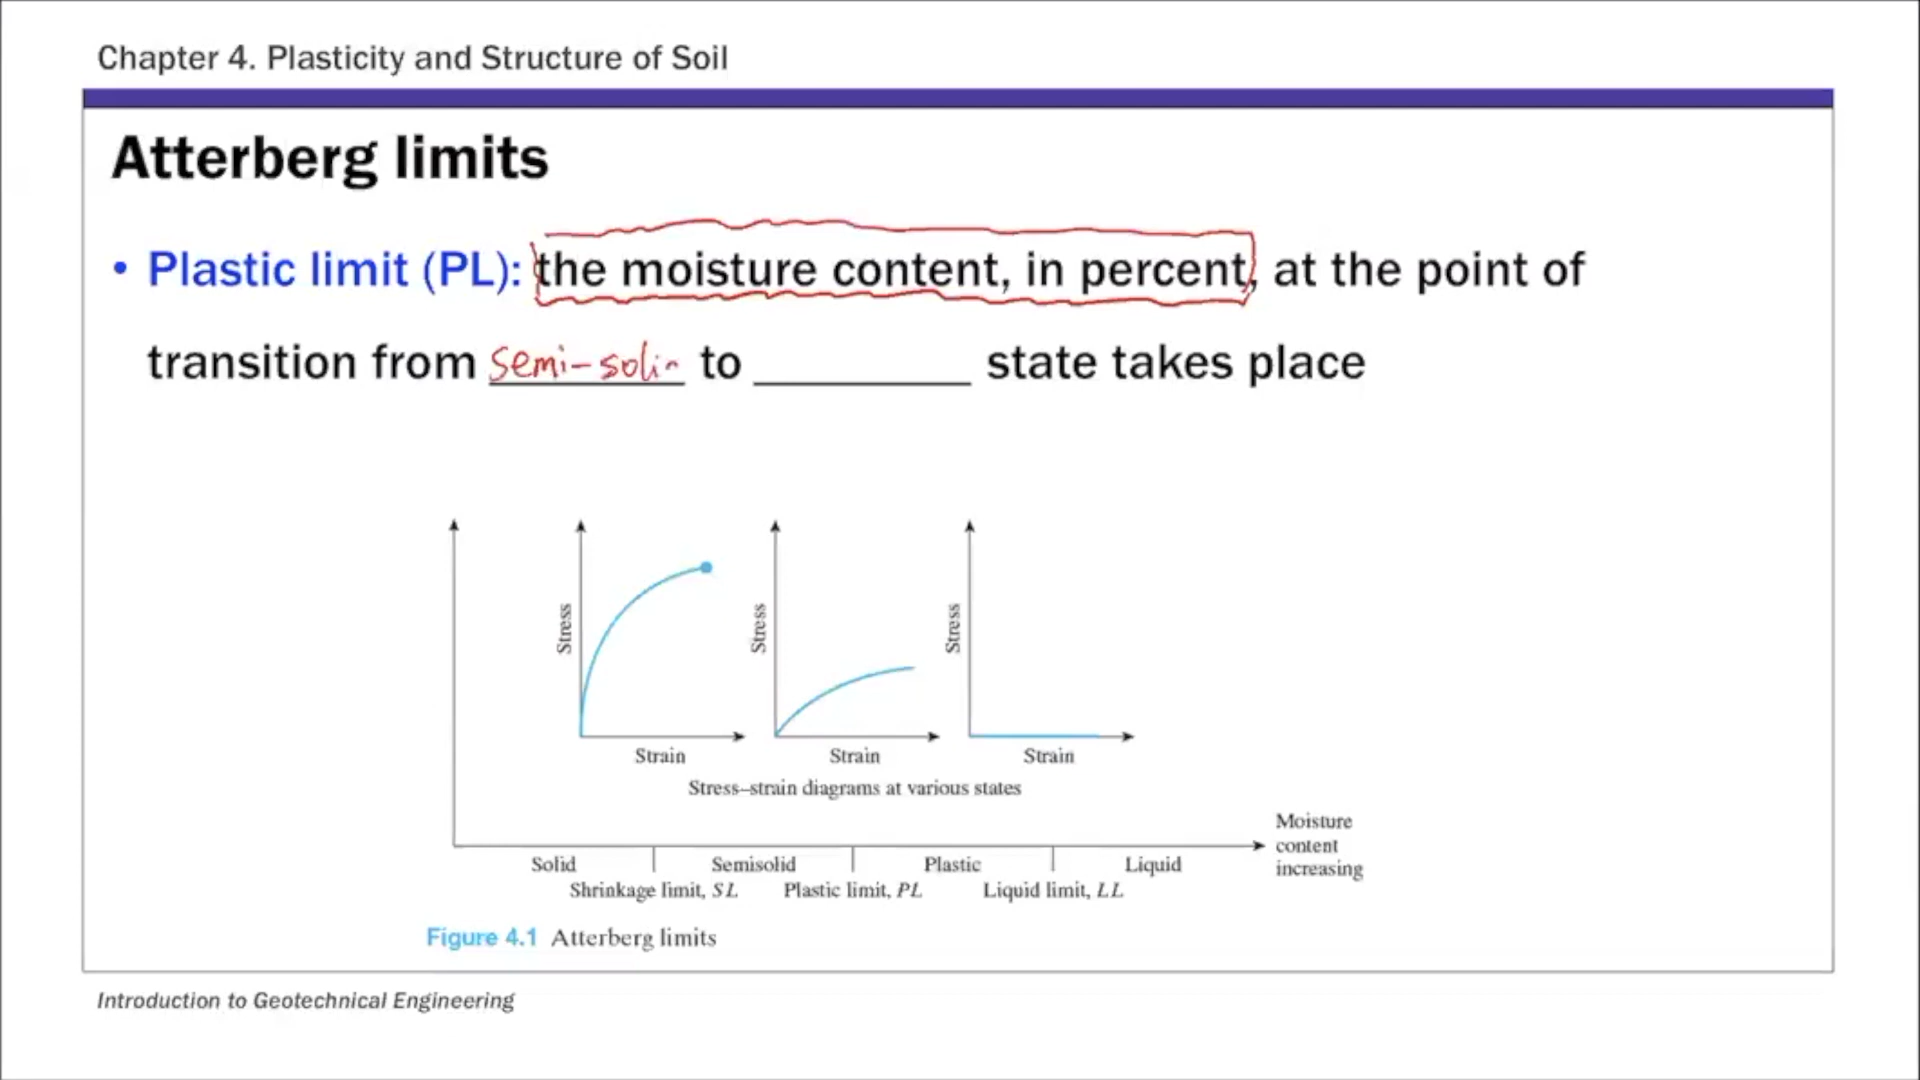 Chapter 4. Plasticity and Structure of Soil
Atterberg limits
• Plastic limit (PL): the moisture content, in percent, at the point of
transition from semi-soli to __________ state takes place
Stress
Stress
Stress
Strain
Strain
Strain
Stress–strain diagrams at various states
Moisture
content
increasing
Solid
Semisolid
Plastic
Liquid
Shrinkage limit, SL
Plastic limit, PL
Liquid limit, LL
Figure 4.1 Atterberg limits
Introduction to Geotechnical Engineering